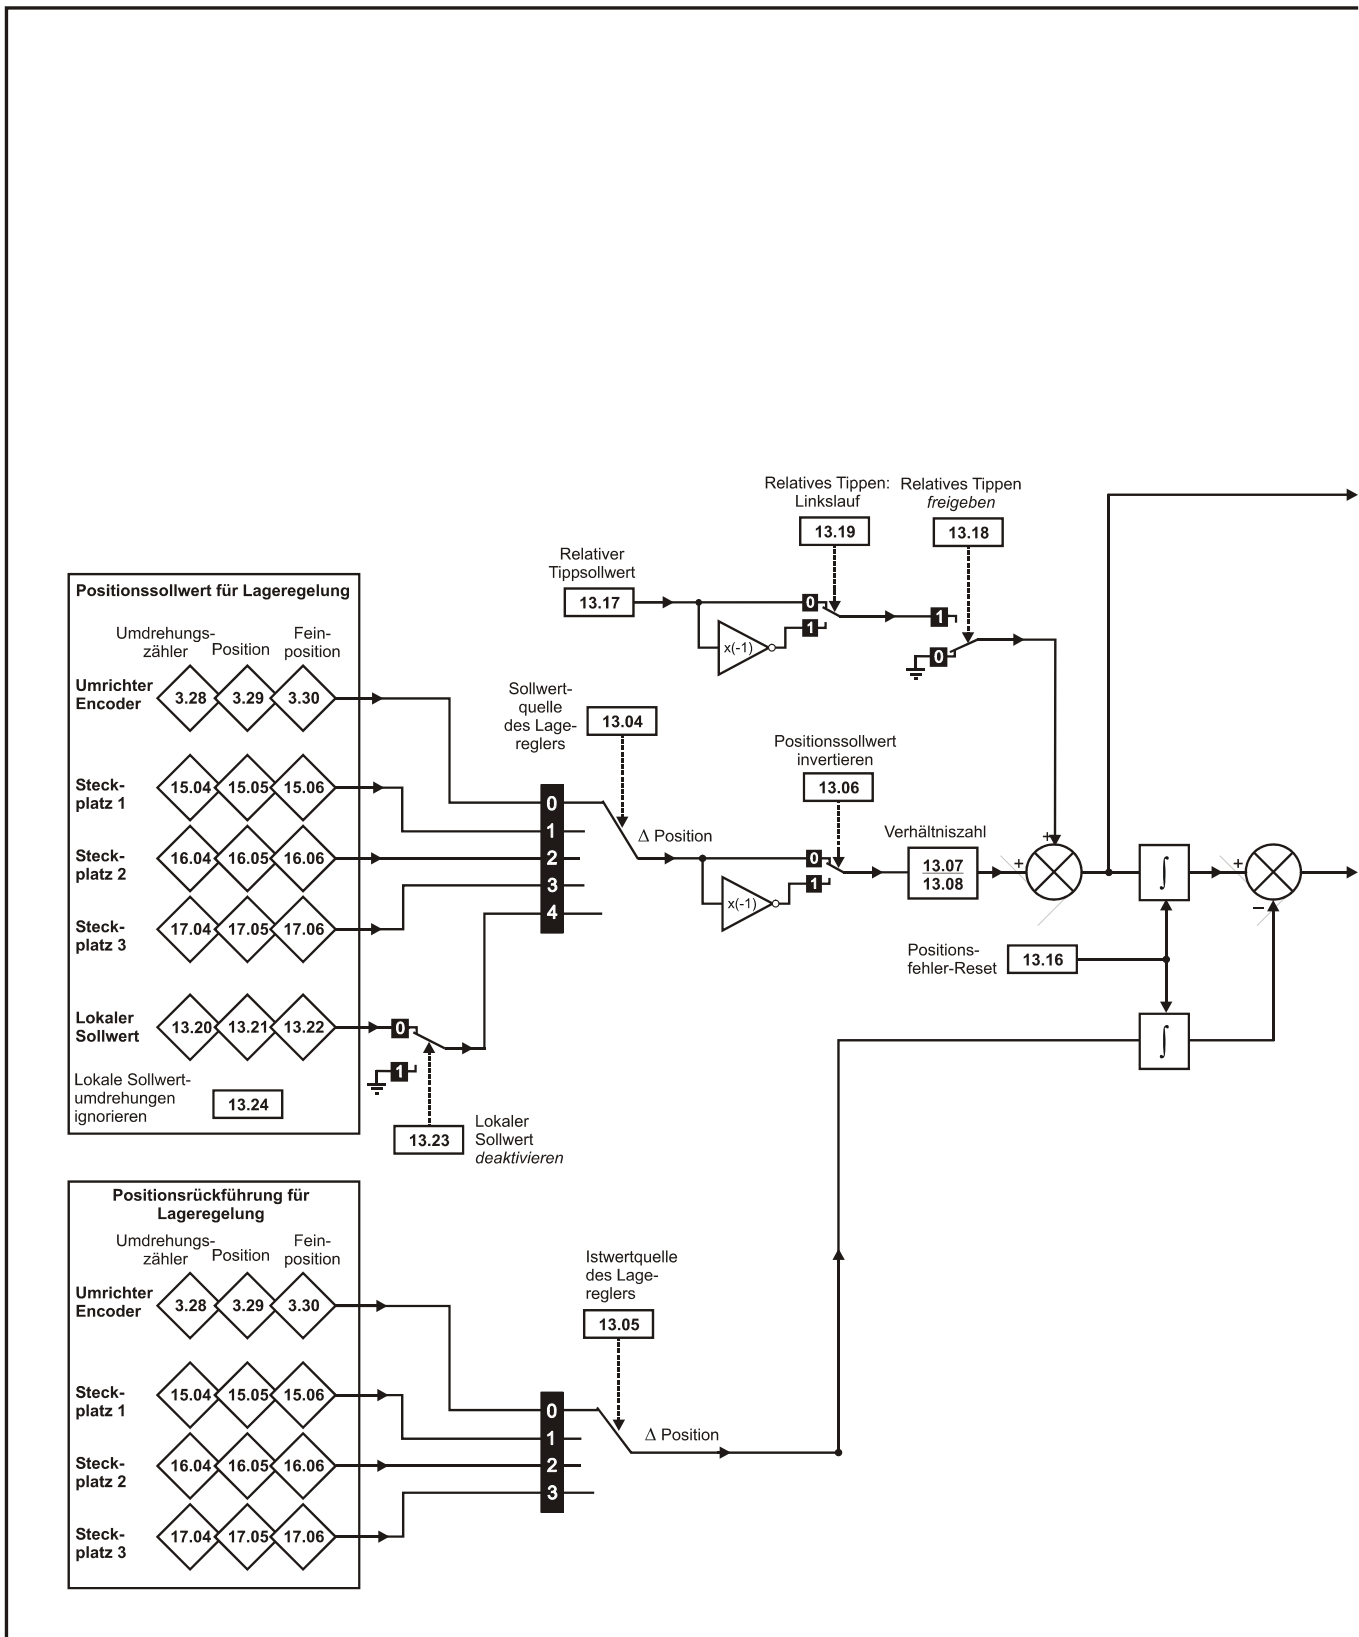 Relatives Tippen:
Linkslauf
13.19
Relatives Tippen
freigeben
13.18
Relativer
Tippsollwert
13.17
0
1
x(-1)
1
0
Positionssollwert für Lageregelung
Umdrehungs-
zähler
Position
Fein-
position
Umrichter
Encoder
3.28
3.29
3.30
Steck-
platz 1
15.04
15.05
15.06
Steck-
platz 2
16.04
16.05
16.06
Steck-
platz 3
17.04
17.05
17.06
Lokaler
Sollwert
13.20
13.21
13.22
Lokale Sollwert-
umdrehungen
ignorieren
13.24
0
1
13.23
Lokaler
Sollwert
deaktivieren
Sollwert-
quelle
des Lage-
reglers
13.04
0
1
2
3
4
Δ Position
Positionssollwert
invertieren
13.06
0
1
x(-1)
Verhältniszahl
13.07
13.08
+
+
∫
+
−
Positions-
fehler-Reset
13.16
∫
Positionsrückführung für
Lageregelung
Umdrehungs-
zähler
Position
Fein-
position
Umrichter
Encoder
3.28
3.29
3.30
Steck-
platz 1
15.04
15.05
15.06
Steck-
platz 2
16.04
16.05
16.06
Steck-
platz 3
17.04
17.05
17.06
Istwertquelle
des Lage-
reglers
13.05
0
1
2
3
Δ Position